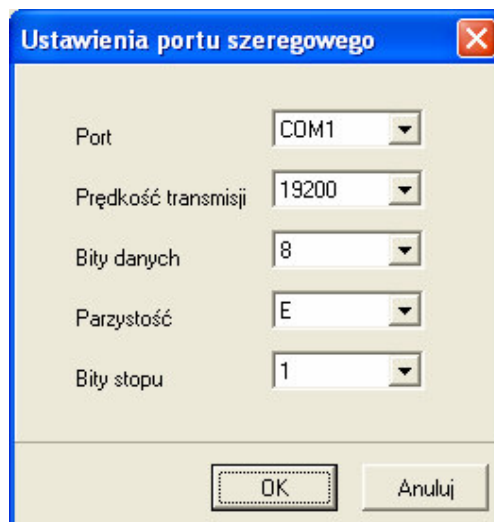 Ustawienia portu szeregowego
Port COM1
Prędkość transmisji 19200
Bity danych 8
Parzystość E
Bity stopu 1
OK Anuluj